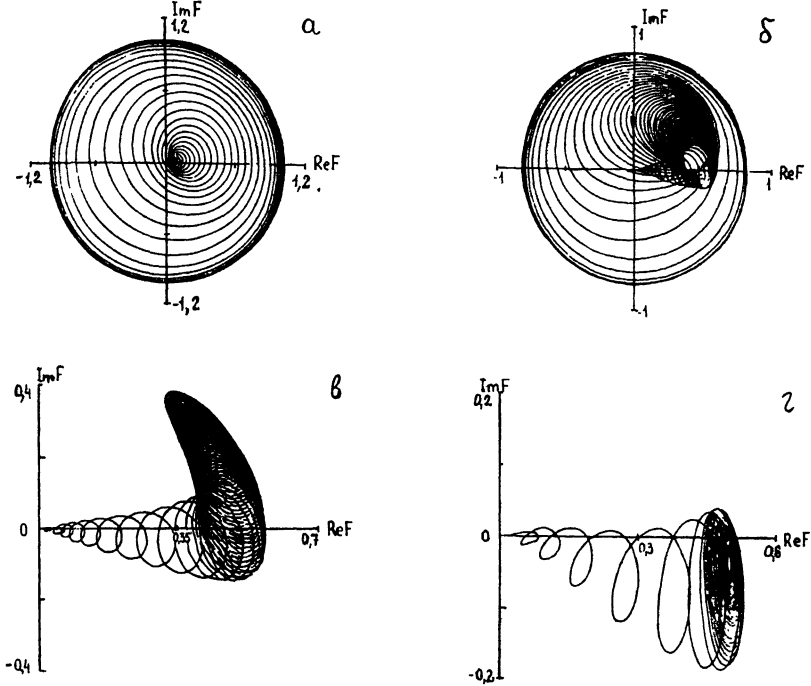 ImF
1,2
а
-1,2
ReF
1,2
-1,2
ImF
1
б
-1
ReF
1
-1
ImF
0,4
в
0
0,35
0,7
ReF
-0,4
ImF
0,2
г
0
0,3
0,6
ReF
-0,2